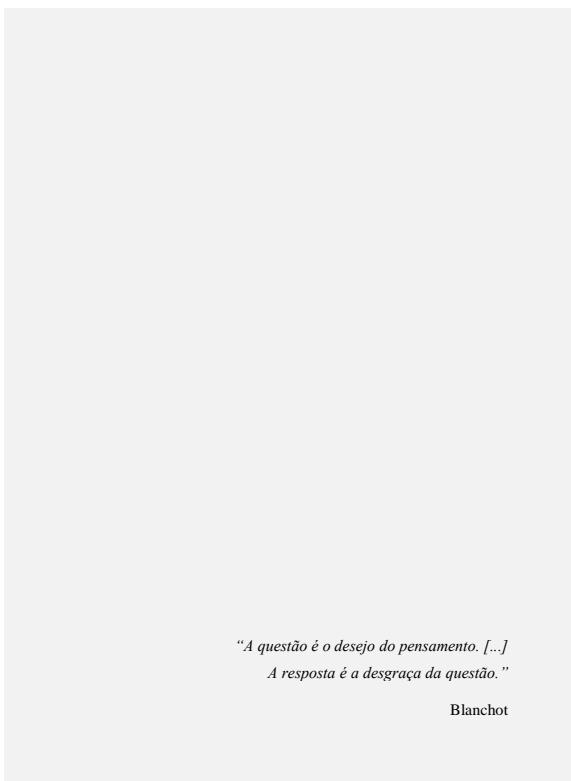 “A questão é o desejo do pensamento. [...]
A resposta é a desgraça da questão.”
Blanchot